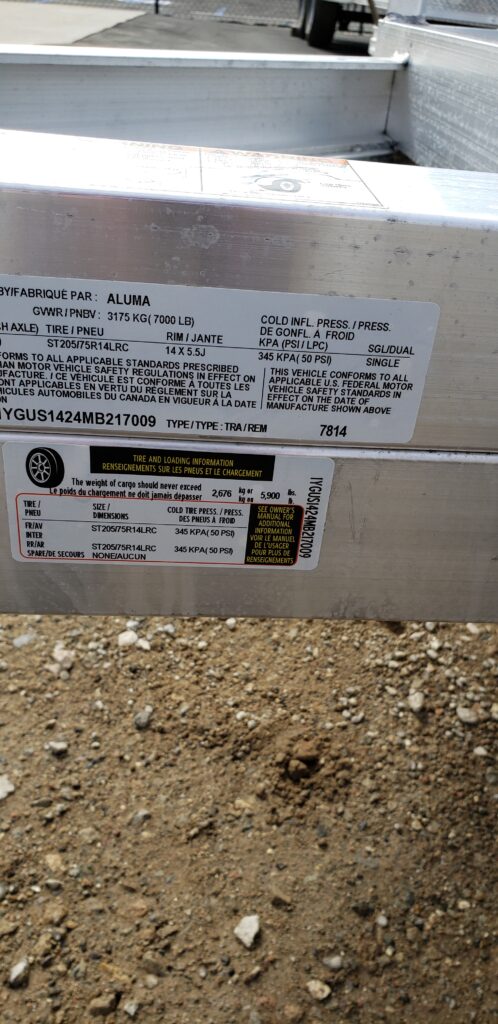 BY/FABRIQUÉ PAR : ALUMA
GVWR / PNBV : 3175 KG( 7000 LB)
COLD INFL. PRESS. / PRESS.
DE GONFL. À FROID
H AXLE) TIRE / PNEU RIM / JANTE KPA (PSI / LPC) SGL/DUAL
ST205/75R14LRC 14 X 5.5J 345 KPA( 50 PSI) SINGLE
FORMS TO ALL APPLICABLE STANDARDS PRESCRIBED
IAN MOTOR VEHICLE SAFETY REGULATIONS IN EFFECT ON
UFACTURE. / CE VEHICULE EST CONFORME À TOUTES LES
ONT APPLICABLES EN VERTU DU RÈGLEMENT SUR LA
HICULES AUTOMOBILES DU CANADA EN VIGUEUR À LA DATE
ON
THIS VEHICLE CONFORMS TO ALL
APPLICABLE U.S. FEDERAL MOTOR
VEHICLE SAFETY STANDARDS IN
EFFECT ON THE DATE OF
MANUFACTURE SHOWN ABOVE
1YGUS1424MB217009 TYPE / TYPE : TRA / REM 7814
TIRE AND LOADING INFORMATION
RENSEIGNEMENTS SUR LES PNEUS ET LE CHARGEMENT
The weight of cargo should never exceed
Le poids du chargement ne doit jamais dépasser
2,676 kg or kg ou 5,900 lbs. lb
TIRE / PNEU SIZE / DIMENSIONS COLD TIRE PRESS./ PRESS. DES PNEUS À FROID
FR/AV ST205/75R14LRC 345 KPA( 50 PSI)
INTER
RR/AR ST205/75R14LRC 345 KPA( 50 PSI)
SPARE/DE SECOURS NONE/AUCUN
SEE OWNER'S
MANUAL FOR
ADDITIONAL
INFORMATION
VOIR LE MANUEL
DE L'USAGER
POUR PLUS DE
RENSEIGNEMENTS
1YGUS1424MB217009